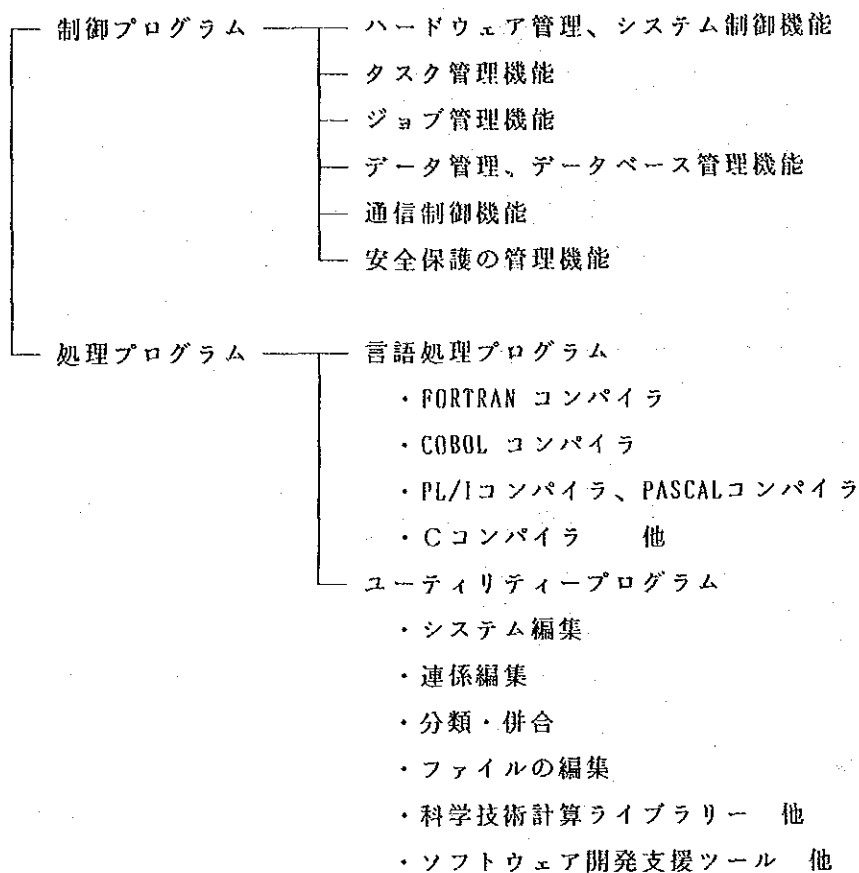 制御プログラム ハードウェア管理、システム制御機能
タスク管理機能
ジョブ管理機能
データ管理、データベース管理機能
通信制御機能
安全保護の管理機能
処理プログラム 言語処理プログラム
・FORTRAN コンパイラ
・COBOL コンパイラ
・PL/Iコンパイラ、PASCALコンパイラ
・Cコンパイラ 他
ユーティリティープログラム
・システム編集
・連係編集
・分類・併合
・ファイルの編集
・科学技術計算ライブラリー 他
・ソフトウェア開発支援ツール 他